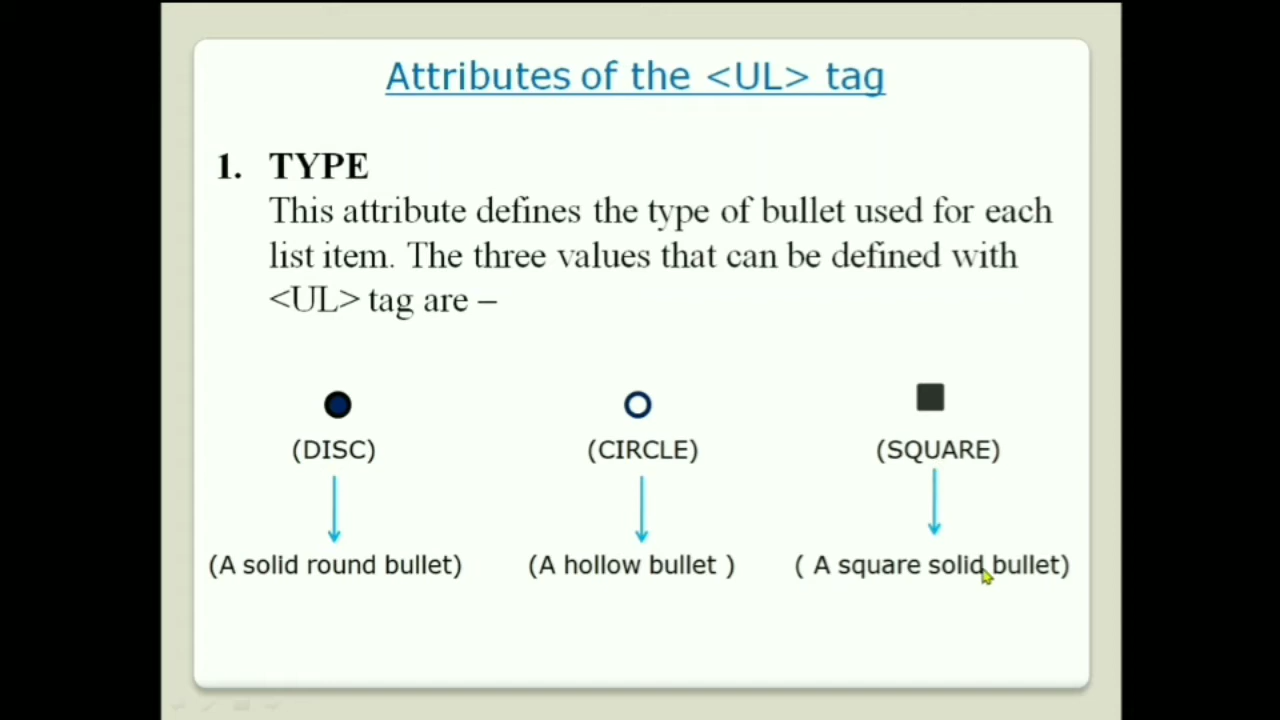 Attributes of the <UL> tag
1. TYPE
This attribute defines the type of bullet used for each
list item. The three values that can be defined with
<UL> tag are –
(DISC) (CIRCLE) (SQUARE)
(A solid round bullet) (A hollow bullet ) ( A square solid bullet)